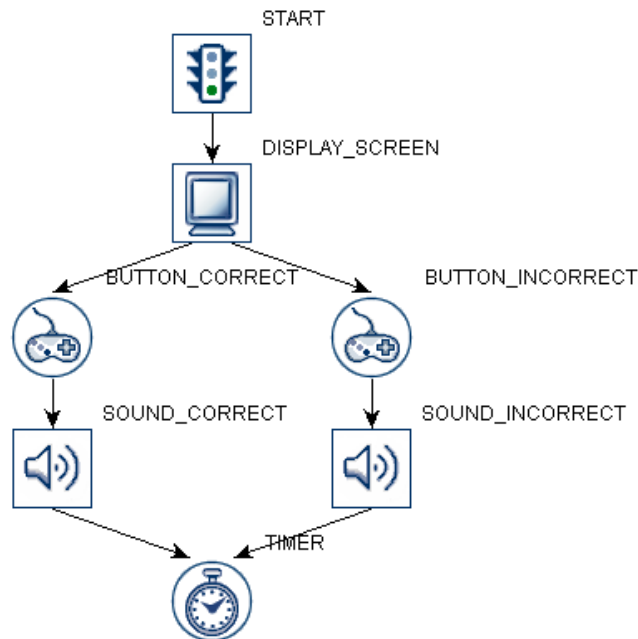 START
DISPLAY_SCREEN
BUTTON_CORRECT
BUTTON_INCORRECT
SOUND_CORRECT
SOUND_INCORRECT
TIMER